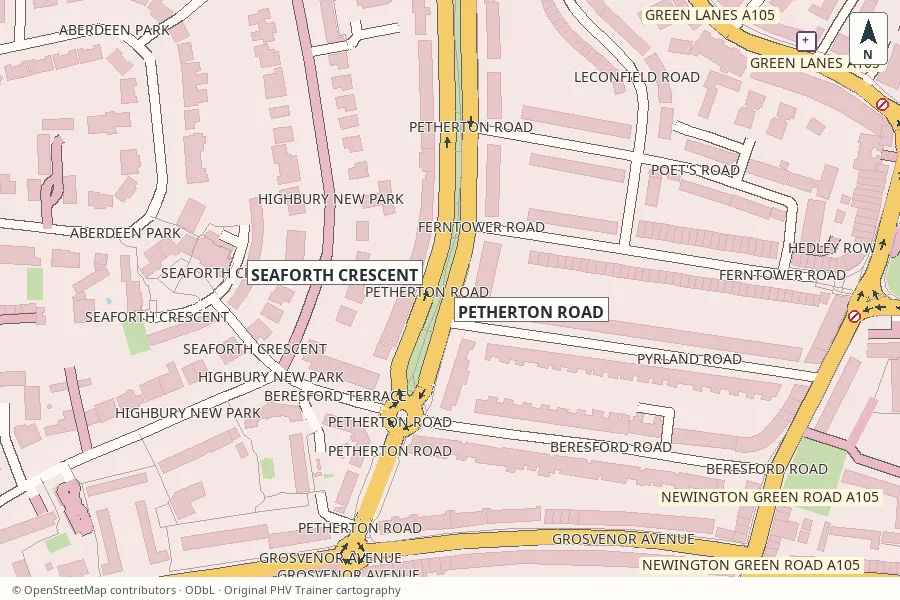 GREEN LANES A105
ABERDEEN PARK
GREEN LANES A105
N
LECONFIELD ROAD
PETHERTON ROAD
POET'S ROAD
HIGHBURY NEW PARK
FERNTOWER ROAD
ABERDEEN PARK
HEDLEY ROW
SEAFORTH CR
SEAFORTH CRESCENT
FERNTOWER ROAD
PETHERTON ROAD
PETHERTON ROAD
SEAFORTH CRESCENT
SEAFORTH CRESCENT
PYRLAND ROAD
HIGHBURY NEW PARK
BERESFORD TERRACE
HIGHBURY NEW PARK
PETHERTON ROAD
BERESFORD ROAD
PETHERTON ROAD
BERESFORD ROAD
NEWINGTON GREEN ROAD A105
PETHERTON ROAD
GROSVENOR AVENUE
GROSVENOR AVENUE
NEWINGTON GREEN ROAD A105
GROSVENOR AVENUE
© OpenStreetMap contributors · ODbL · Original PHV Trainer cartography